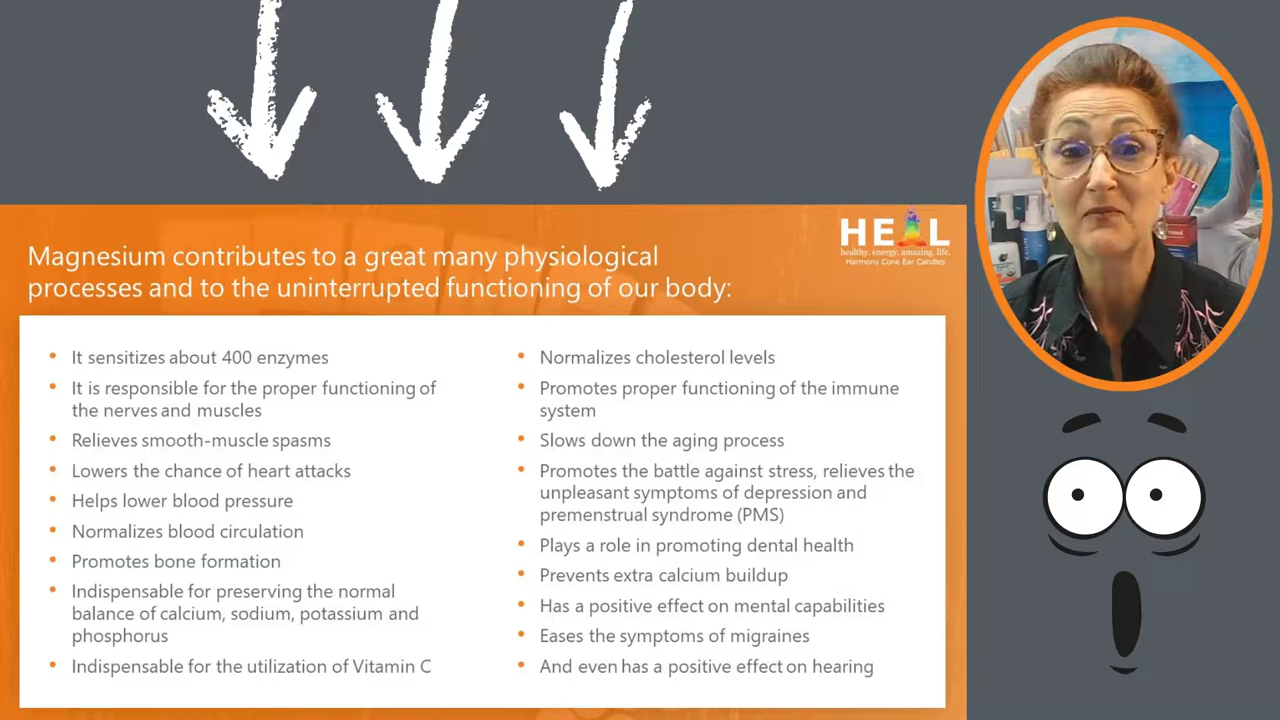 HEAL
healthy. energy. amazing. life.
Harmony Cone Ear Candles
Magnesium contributes to a great many physiological
processes and to the uninterrupted functioning of our body:
• It sensitizes about 400 enzymes
• It is responsible for the proper functioning of
the nerves and muscles
• Relieves smooth-muscle spasms
• Lowers the chance of heart attacks
• Helps lower blood pressure
• Normalizes blood circulation
• Promotes bone formation
• Indispensable for preserving the normal
balance of calcium, sodium, potassium and
phosphorus
• Indispensable for the utilization of Vitamin C
• Normalizes cholesterol levels
• Promotes proper functioning of the immune
system
• Slows down the aging process
• Promotes the battle against stress, relieves the
unpleasant symptoms of depression and
premenstrual syndrome (PMS)
• Plays a role in promoting dental health
• Prevents extra calcium buildup
• Has a positive effect on mental capabilities
• Eases the symptoms of migraines
• And even has a positive effect on hearing